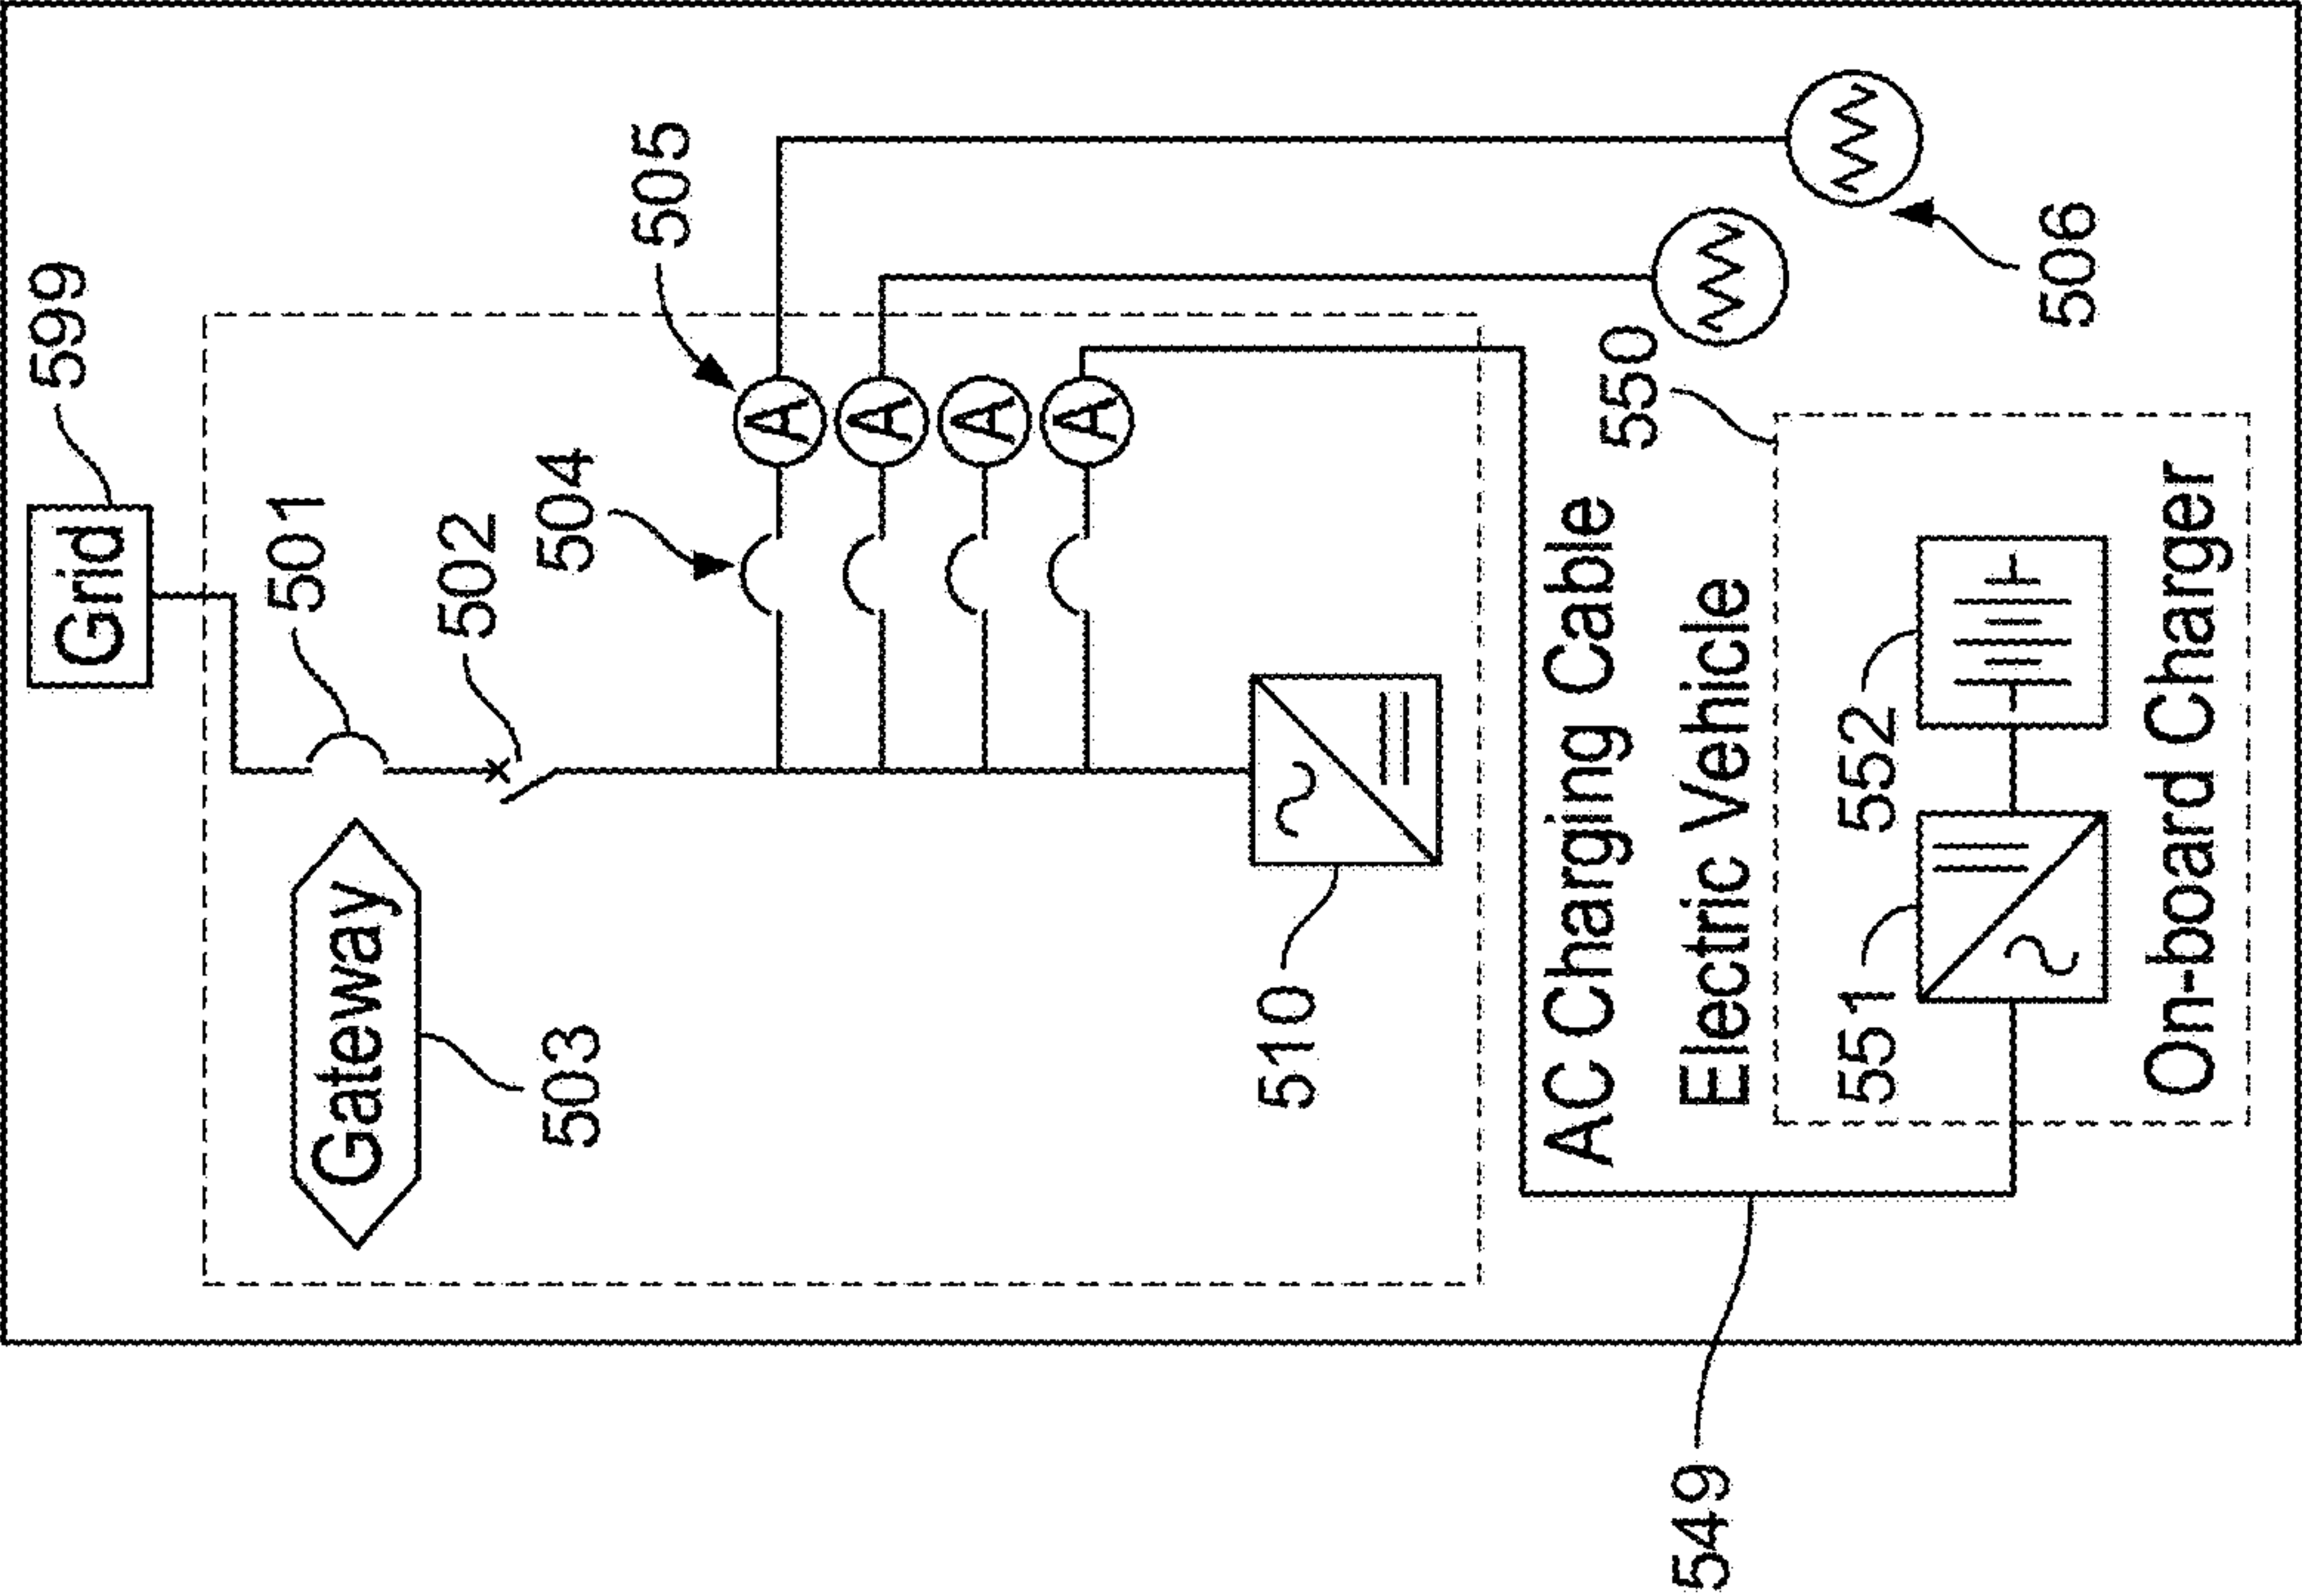 Grid
599
501
502
504
505
A
A
A
A
Gateway
503
510
AC Charging Cable
Electric Vehicle
550
506
551
552
On-board Charger
549